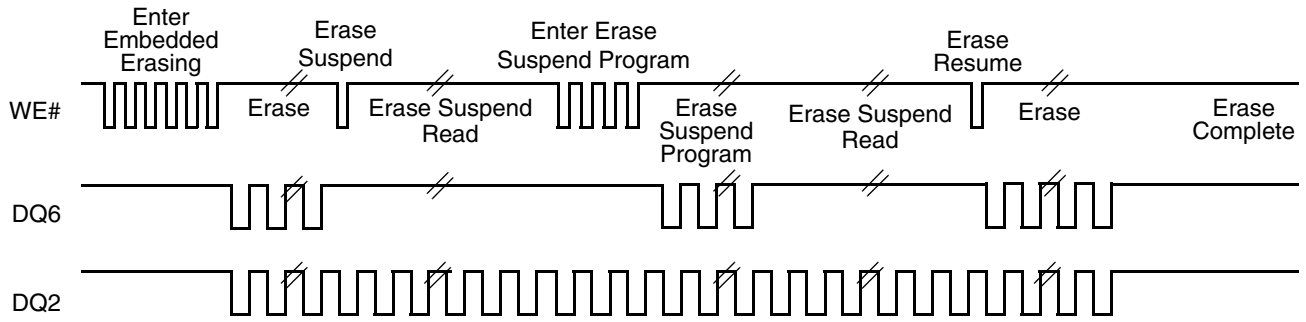 Enter
Embedded
Erasing
Erase
Suspend
Enter Erase
Suspend Program
Erase
Resume
WE#
Erase
Erase Suspend
Read
Erase
Suspend
Program
Erase Suspend
Read
Erase
Erase
Complete
DQ6
DQ2